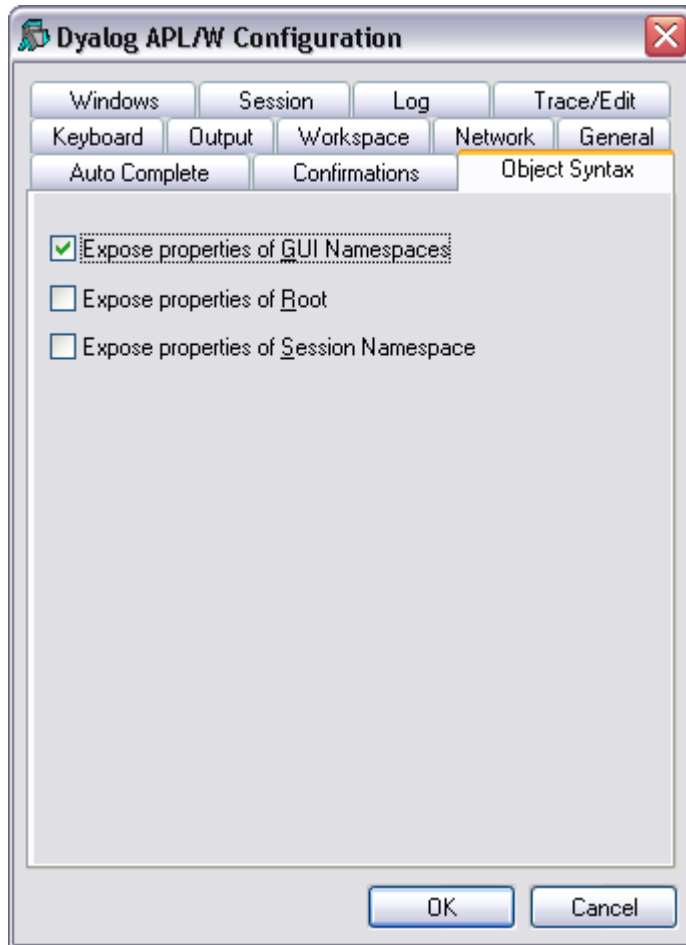 Dyalog APL/W Configuration
Windows Session Log Trace/Edit
Keyboard Output Workspace Network General
Auto Complete Confirmations Object Syntax
Expose properties of GUI Namespaces
Expose properties of Root
Expose properties of Session Namespace
OK Cancel